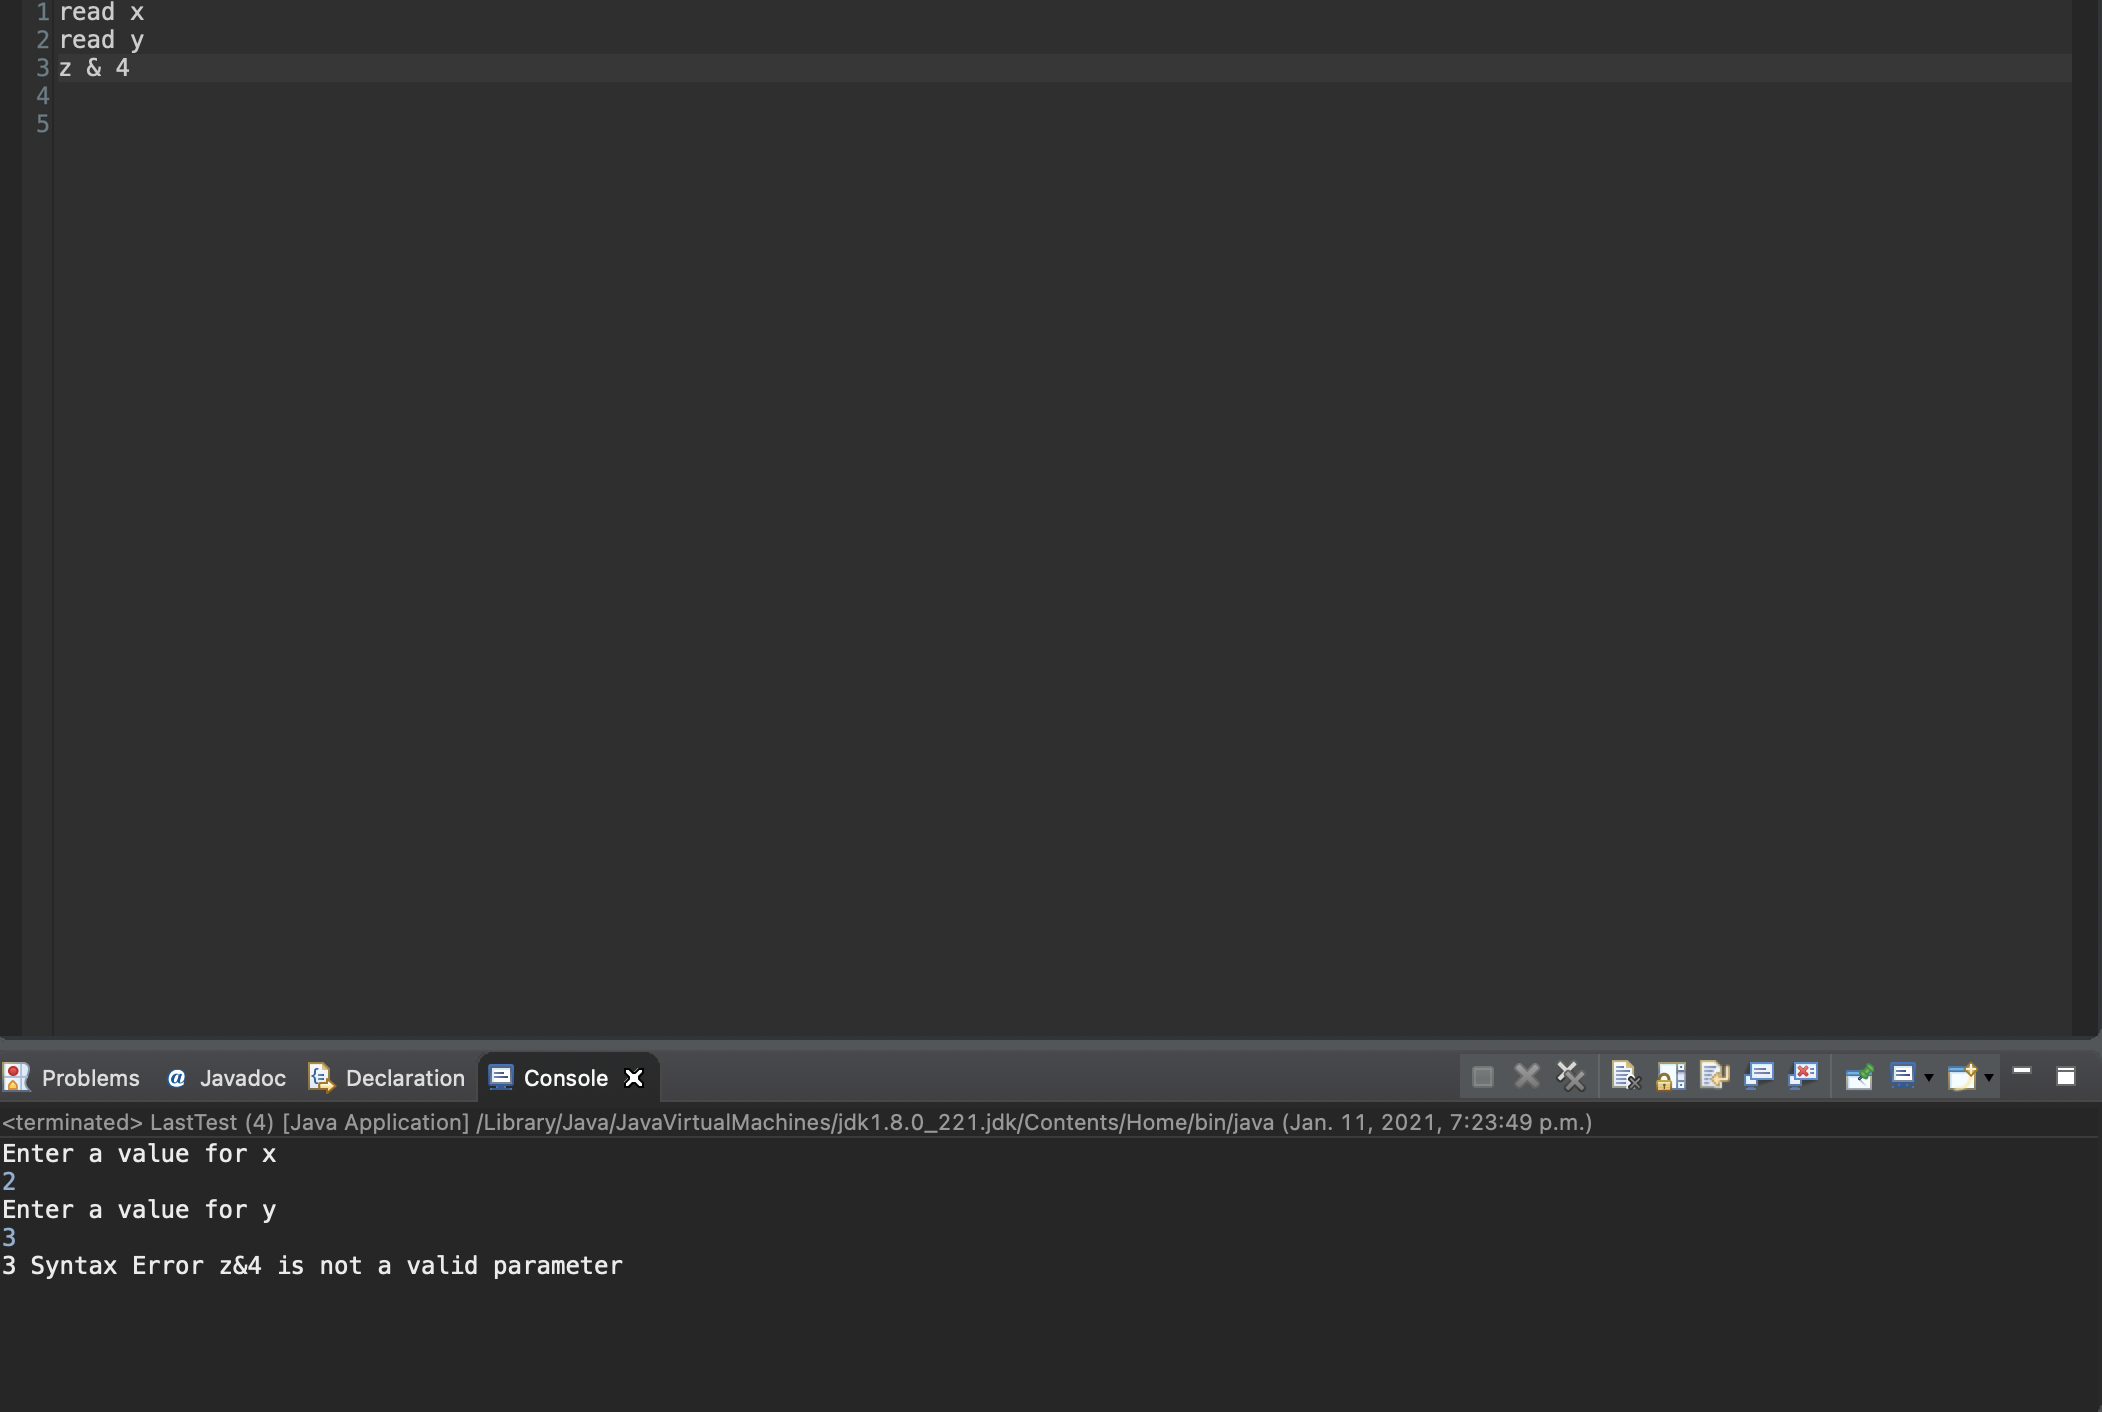 1 read x
2 read y
3 z & 4
4
5
Problems @ Javadoc Declaration Console
<terminated> LastTest (4) [Java Application] /Library/Java/JavaVirtualMachines/jdk1.8.0_221.jdk/Contents/Home/bin/java (Jan. 11, 2021, 7:23:49 p.m.)
Enter a value for x
2
Enter a value for y
3
3 Syntax Error z&4 is not a valid parameter